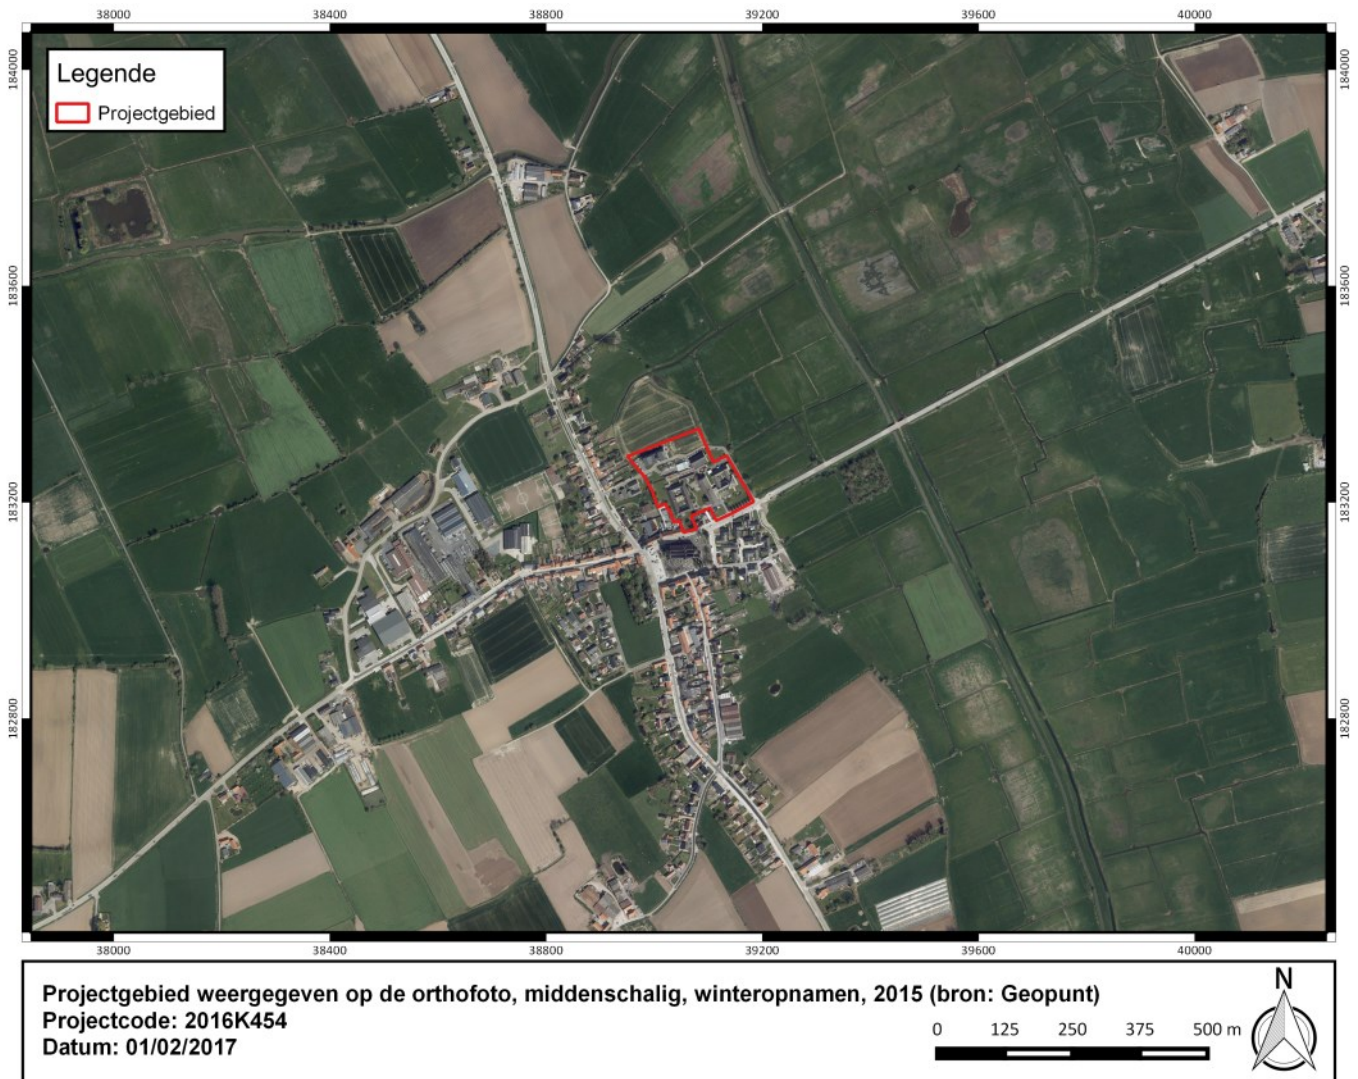 38000 38400 38800 39200 39600 40000
184000 184000
Legende
Projectgebied
183600 183600
183200 183200
182800 182800
38000 38400 38800 39200 39600 40000
Projectgebied weergegeven op de orthofoto, middenschalig, winteropnamen, 2015 (bron: Geopunt)
Projectcode: 2016K454
Datum: 01/02/2017
0 125 250 375 500 m
N